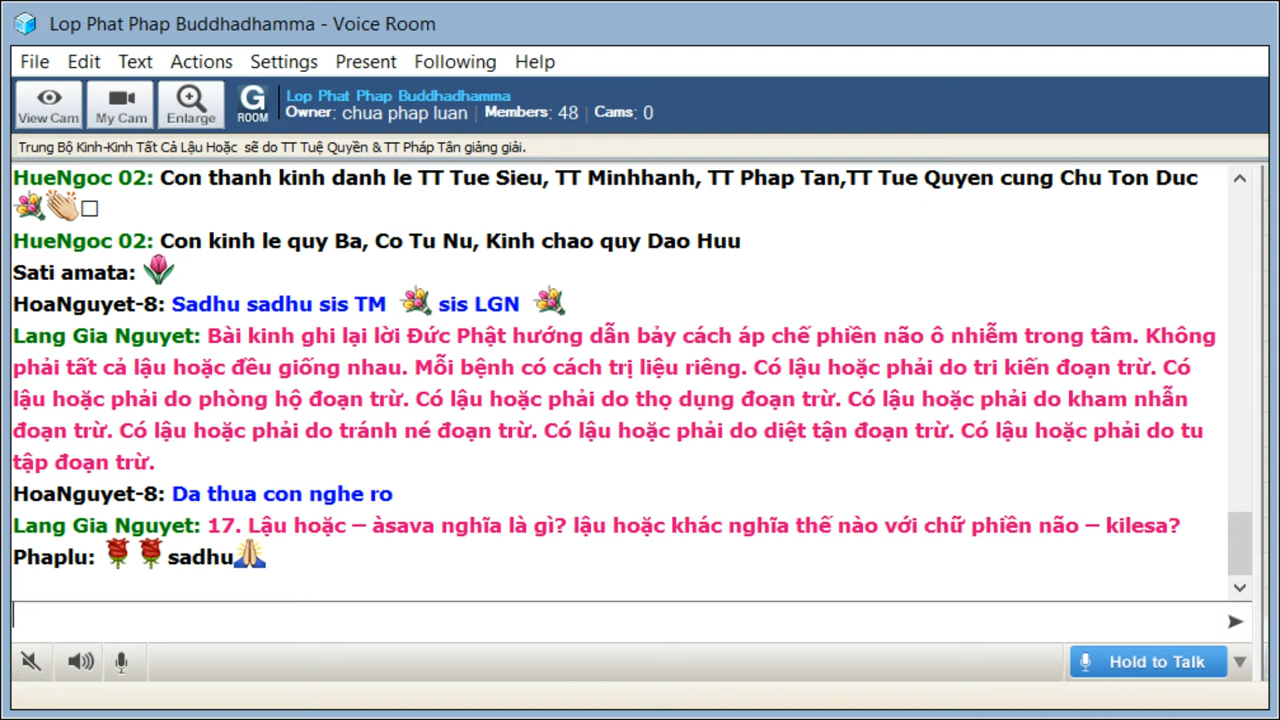 Lop Phat Phap Buddhadhamma - Voice Room
File Edit Text Actions Settings Present Following Help
View Cam My Cam Enlarge G ROOM
Lop Phat Phap Buddhadhamma
Owner: chua phap luan | Members: 48 | Cams: 0
Trung Bộ Kinh-Kinh Tất Cả Lậu Hoặc sẽ do TT Tuệ Quyền & TT Pháp Tân giảng giải.
HueNgoc 02: Con thanh kinh danh le TT Tue Sieu, TT Minhhanh, TT Phap Tan,TT Tue Quyen cung Chu Ton Duc
💐👏🏼□
HueNgoc 02: Con kinh le quy Ba, Co Tu Nu, Kinh chao quy Dao Huu
Sati amata: 🌷
HoaNguyet-8: Sadhu sadhu sis TM 💐 sis LGN 💐
Lang Gia Nguyet: Bài kinh ghi lại lời Đức Phật hướng dẫn bảy cách áp chế phiền não ô nhiễm trong tâm. Không
phải tất cả lậu hoặc đều giống nhau. Mỗi bệnh có cách trị liệu riêng. Có lậu hoặc phải do tri kiến đoạn trừ. Có
lậu hoặc phải do phòng hộ đoạn trừ. Có lậu hoặc phải do thọ dụng đoạn trừ. Có lậu hoặc phải do kham nhẫn
đoạn trừ. Có lậu hoặc phải do tránh né đoạn trừ. Có lậu hoặc phải do diệt tận đoạn trừ. Có lậu hoặc phải do tu
tập đoạn trừ.
HoaNguyet-8: Da thua con nghe ro
Lang Gia Nguyet: 17. Lậu hoặc – àsava nghĩa là gì? lậu hoặc khác nghĩa thế nào với chữ phiền não – kilesa?
Phaplu: 🌹🌹sadhu🙏
Hold to Talk